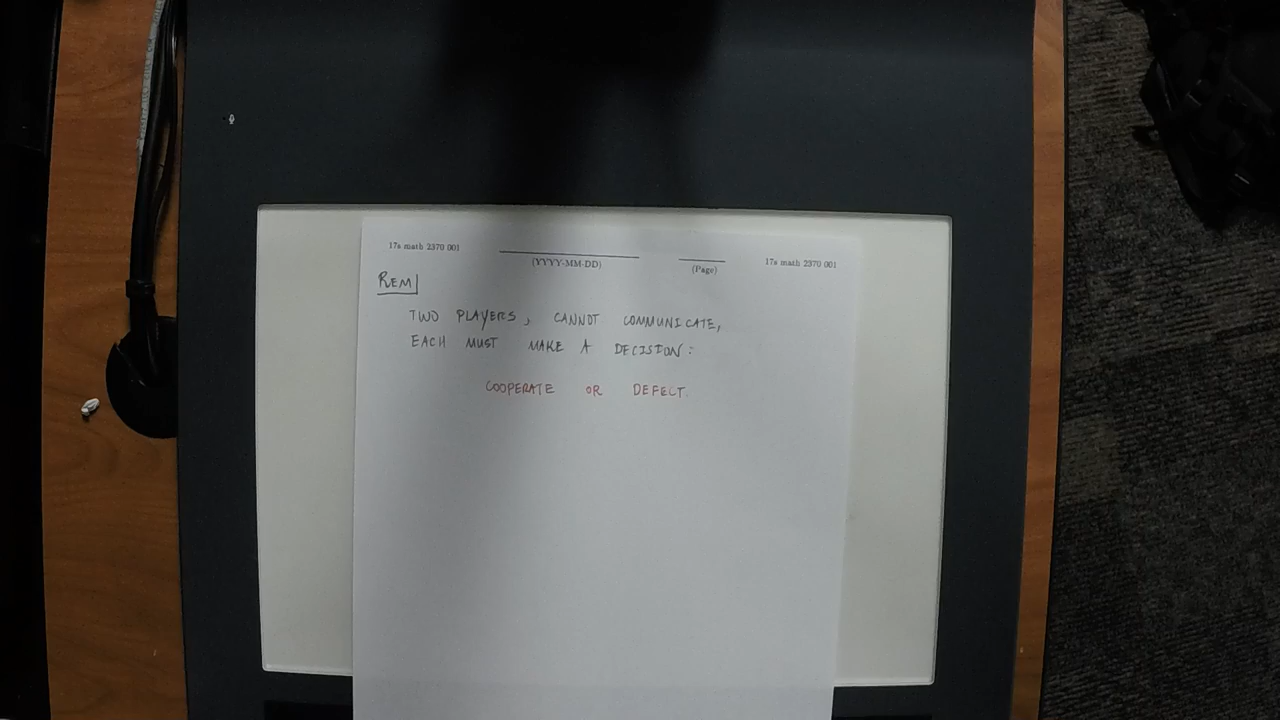 17s math 2370 001
(YYYY-MM-DD)
(Page)
17s math 2370 001
REM
TWO PLAYERS, CANNOT COMMUNICATE,
EACH MUST MAKE A DECISION:
COOPERATE OR DEFECT.